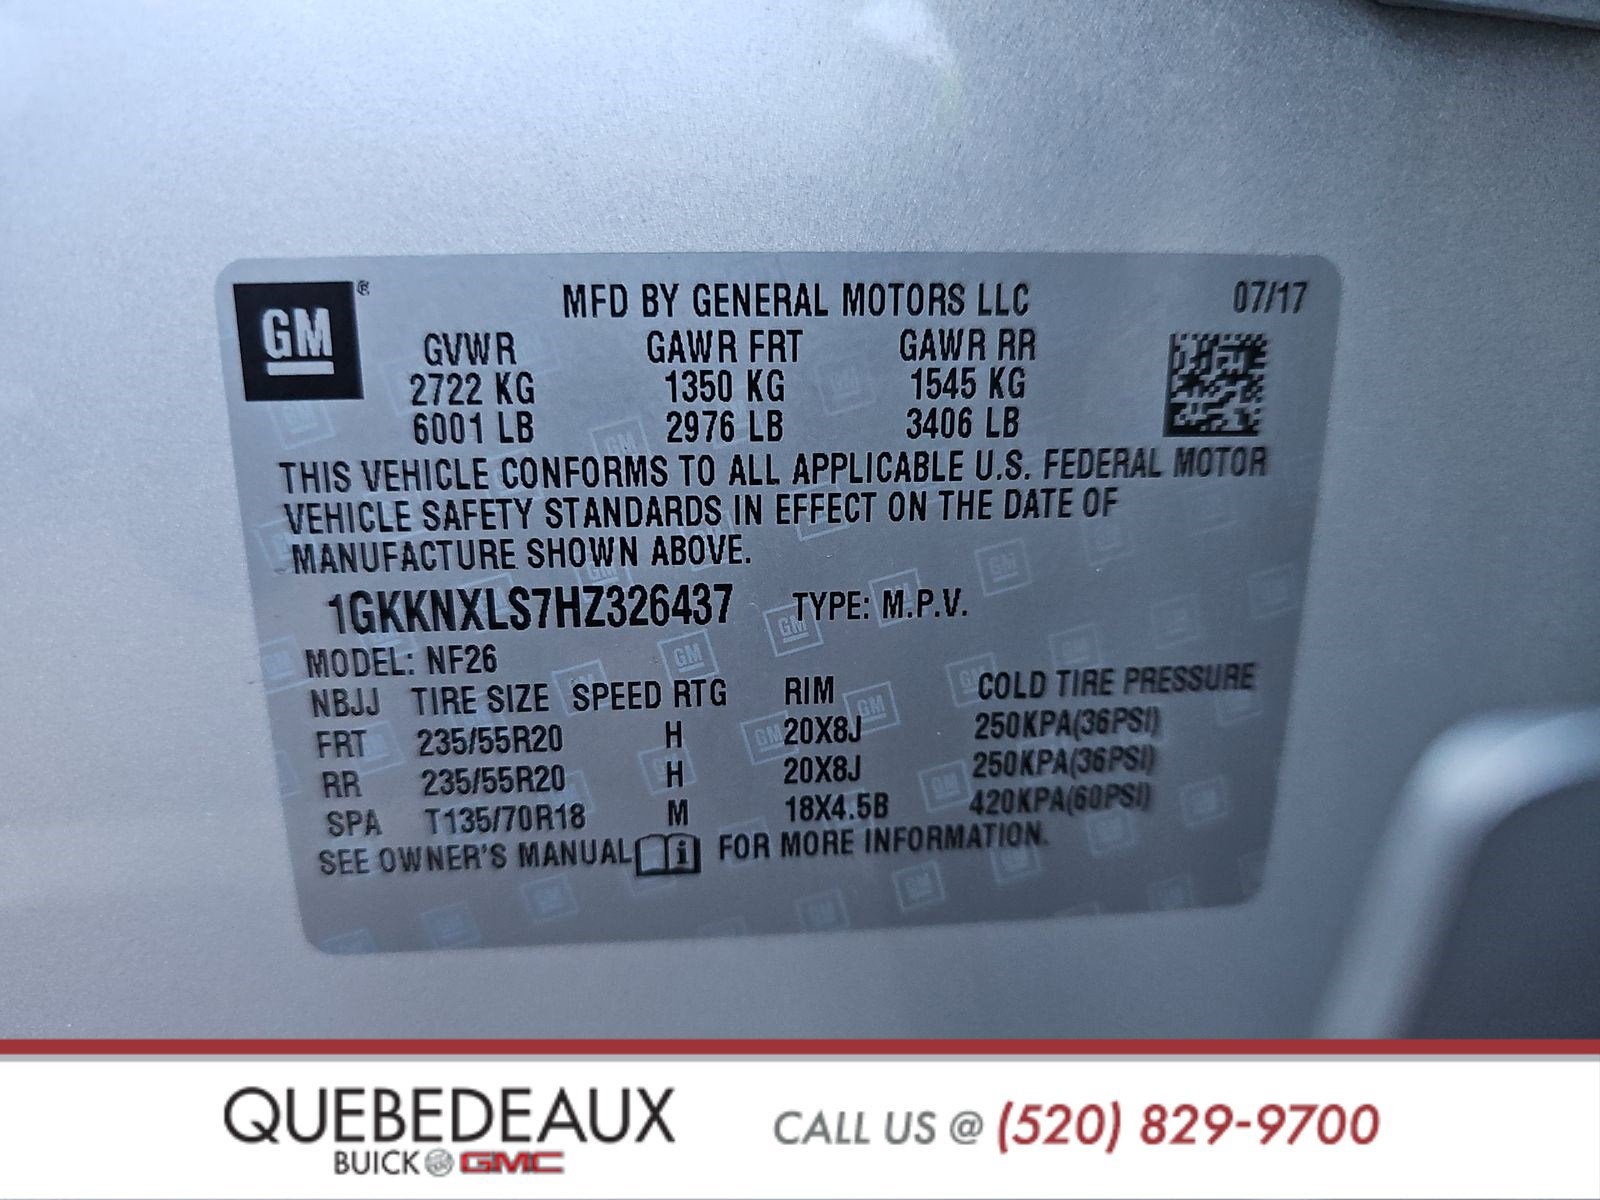 GM ® MFD BY GENERAL MOTORS LLC 07/17
GVWR GAWR FRT GAWR RR
2722 KG 1350 KG 1545 KG
6001 LB 2976 LB 3406 LB
THIS VEHICLE CONFORMS TO ALL APPLICABLE U.S. FEDERAL MOTOR
VEHICLE SAFETY STANDARDS IN EFFECT ON THE DATE OF
MANUFACTURE SHOWN ABOVE.
1GKKNXLS7HZ326437 TYPE: M.P.V.
MODEL: NF26
NBJJ TIRE SIZE SPEED RTG RIM COLD TIRE PRESSURE
FRT 235/55R20 H 20X8J 250KPA(36PSI)
RR 235/55R20 H 20X8J 250KPA(36PSI)
SPA T135/70R18 M 18X4.5B 420KPA(60PSI)
SEE OWNER'S MANUAL i FOR MORE INFORMATION.
QUEBEDEAUX
BUICK GMC
CALL US @ (520) 829-9700